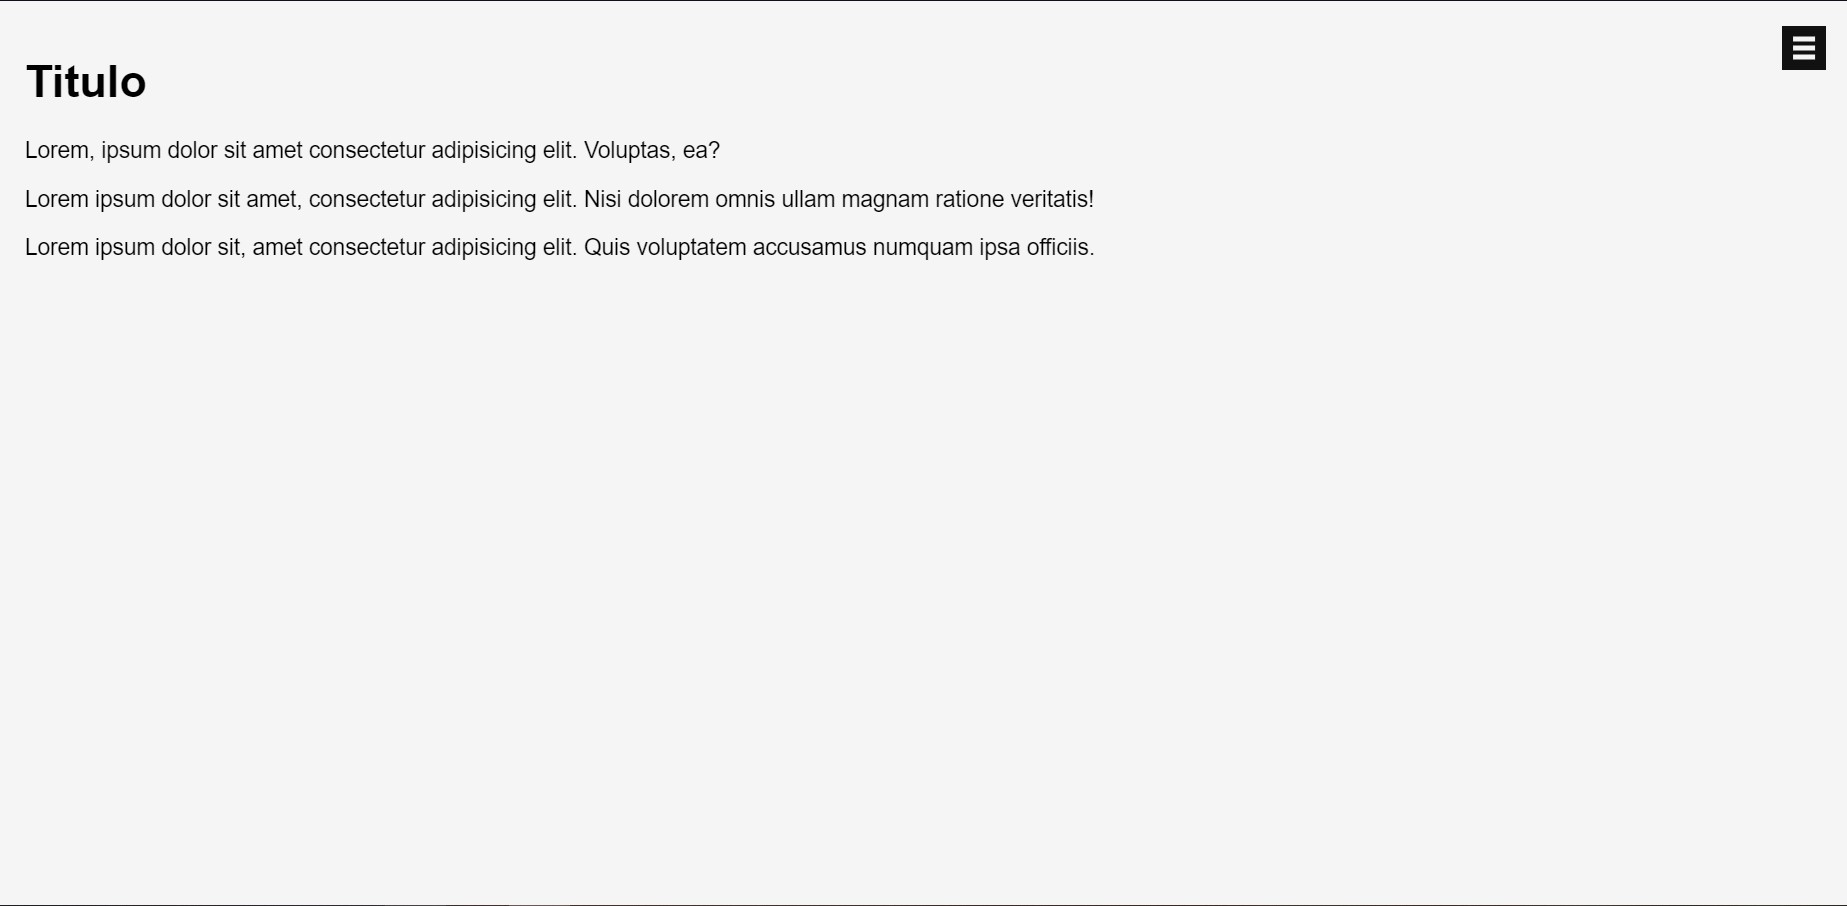 Titulo
Lorem, ipsum dolor sit amet consectetur adipisicing elit. Voluptas, ea?
Lorem ipsum dolor sit amet, consectetur adipisicing elit. Nisi dolorem omnis ullam magnam ratione veritatis!
Lorem ipsum dolor sit, amet consectetur adipisicing elit. Quis voluptatem accusamus numquam ipsa officiis.